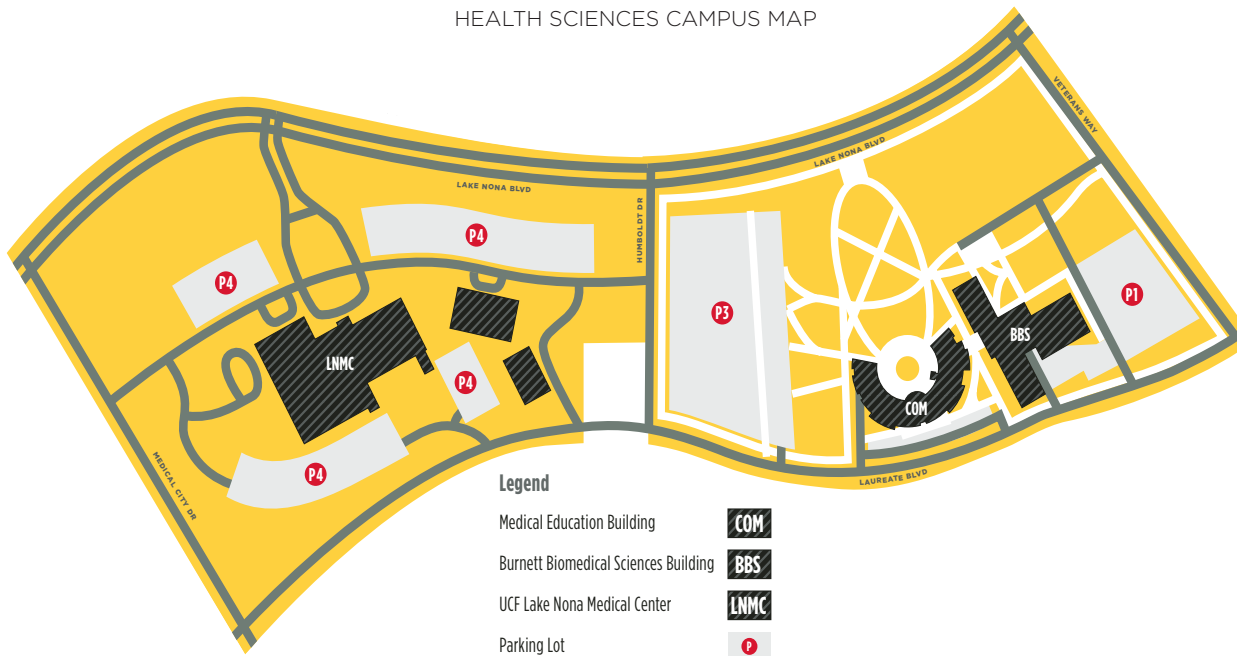 HEALTH SCIENCES CAMPUS MAP
VETERANS WAY
LAKE NONA BLVD
LAKE NONA BLVD
HUMBOLDT DR
P4
P4
P3
P1
BBS
LNMC
P4
COM
P4
MEDICAL CITY DR
LAUREATE BLVD
Legend
Medical Education Building COM
Burnett Biomedical Sciences Building BBS
UCF Lake Nona Medical Center LNMC
Parking Lot P